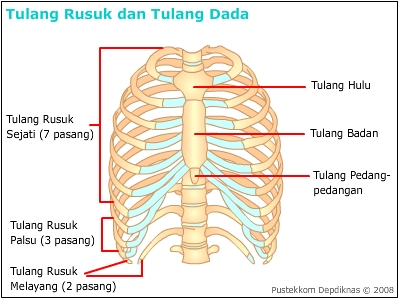 Tulang Rusuk dan Tulang Dada
Tulang Hulu
Tulang Rusuk
Sejati (7 pasang)
Tulang Badan
Tulang Pedang-
pedangan
Tulang Rusuk
Palsu (3 pasang)
Tulang Rusuk
Melayang (2 pasang)
Pustekkom Depdiknas © 2008